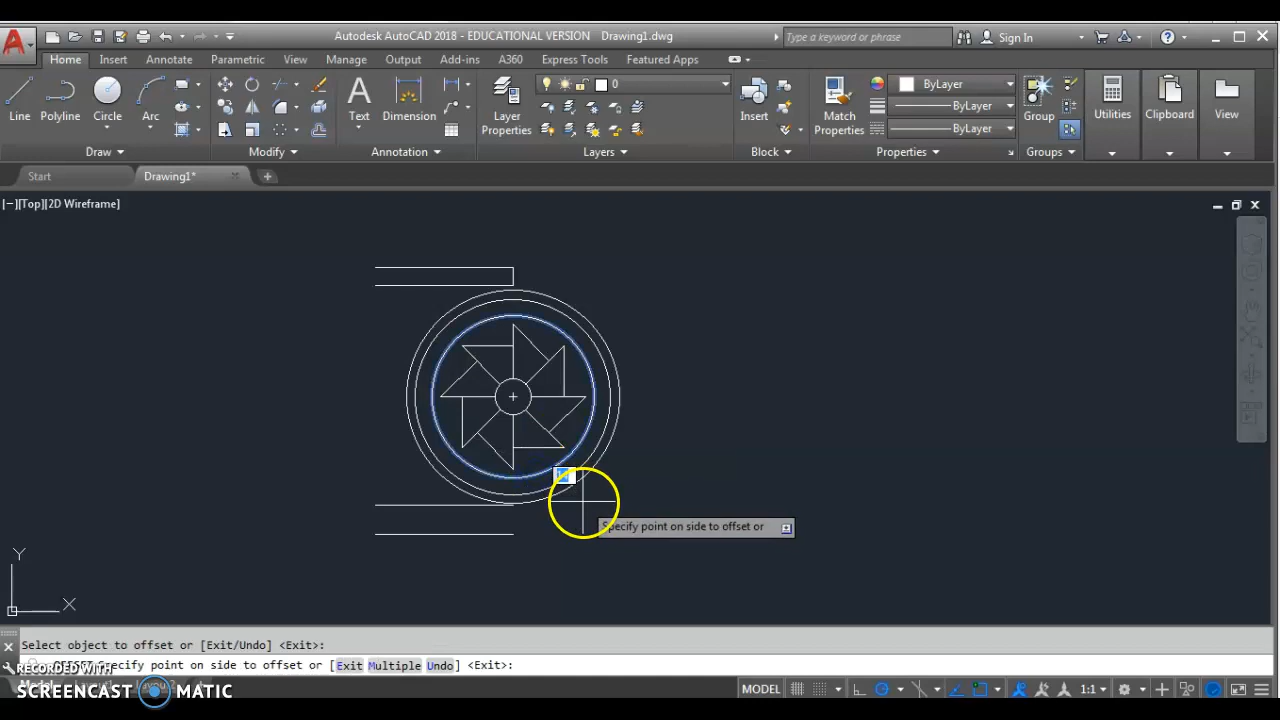 Autodesk AutoCAD 2018 - EDUCATIONAL VERSION Drawing1.dwg
Type a keyword or phrase
Sign In
Home Insert Annotate Parametric View Manage Output Add-ins A360 Express Tools Featured Apps
0
ByLayer
ByLayer
ByLayer
Line Polyline Circle Arc
Text Dimension
Layer Properties
Insert
Match Properties
Group
Utilities
Clipboard
View
Draw Modify Annotation Layers Block Properties Groups
Start Drawing1*
[−][Top][2D Wireframe]
Specify point on side to offset or
Y
X
Select object to offset or [Exit/Undo] <Exit>:
Specify point on side to offset or [Exit Multiple Undo] <Exit>:
RECORDED WITH
SCREENCAST MATIC
MODEL
1:1